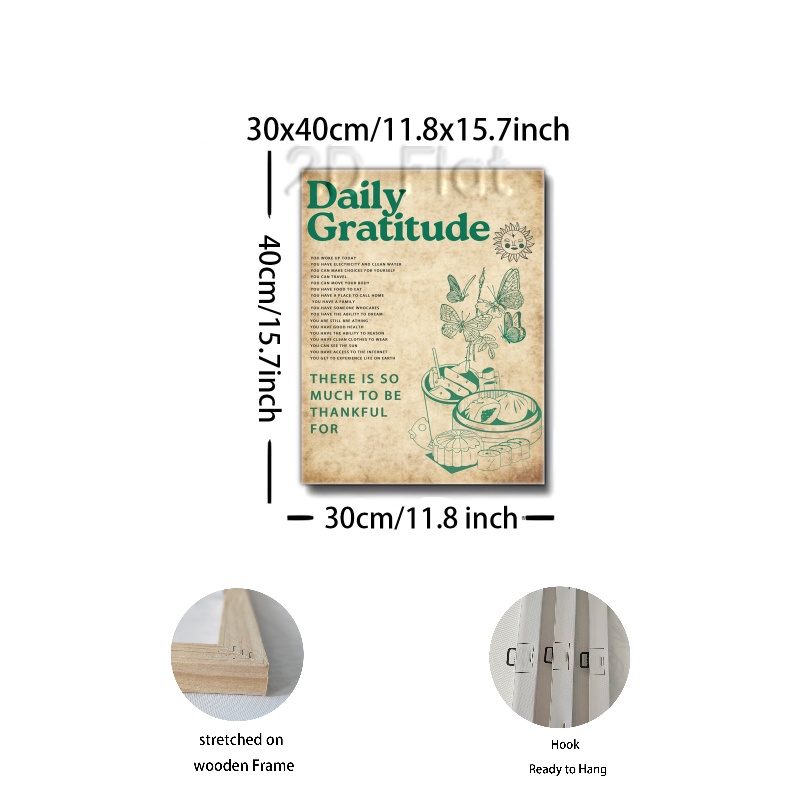 30x40cm/11.8x15.7inch
2D Flat
Daily
Gratitude
YOU WOKE UP TODAY
YOU HAVE ELECTRICITY AND CLEAN WATER
YOU CAN MAKE CHOICES FOR YOURSELF
YOU CAN TRAVEL
YOU CAN MOVE YOUR BODY
YOU HAVE FOOD TO EAT
YOU HAVE A PLACE TO CALL HOME
YOU HAVE A FAMILY
YOU HAVE SOMEONE WHOCARES
YOU HAVE THE ABILITY TO DREAM
YOU ARE STILL BRE ATHING
YOU HAVE GOOD HEALTH
YOU HAVE THE ABILITY TO REASON
YOU HAVE CLEAN CLOTHES TO WEAR
YOU CAN SEE THE SUN
YOU HAVE ACCESS TO THE INTERNET
YOU GET TO EXPERIENCE LIFE ON EARTH
THERE IS SO
MUCH TO BE
THANKFUL
FOR
40cm/15.7inch
30cm/11.8 inch
stretched on
wooden Frame
Hook
Ready to Hang